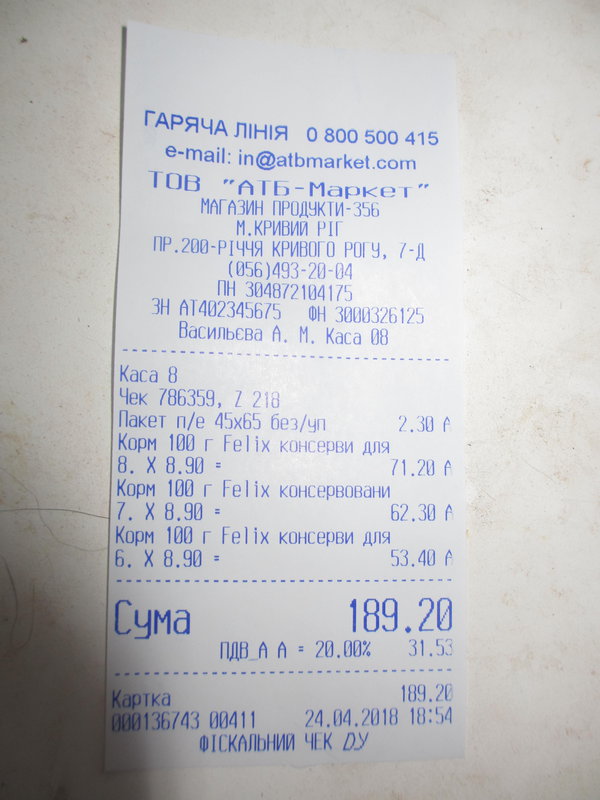 ГАРЯЧА ЛІНІЯ 0 800 500 415
e-mail: in@atbmarket.com
ТОВ "АТБ-Маркет"
МАГАЗИН ПРОДУКТИ-356
М.КРИВИЙ РІГ
ПР.200-РІЧЧЯ КРИВОГО РОГУ, 7-Д
(056)493-20-04
ПН 304872104175
ЗН АТ402345675 ФН 3000326125
Васильєва А. М. Каса 08
Каса 8
Чек 786359, Z 218
Пакет п/е 45х65 без/уп 2.30 А
Корм 100 г Felix консерви для
8. X 8.90 = 71.20 А
Корм 100 г Felix консервовани
7. X 8.90 = 62.30 А
Корм 100 г Felix консерви для
6. X 8.90 = 53.40 А
Сума 189.20
ПДВ_А А = 20.00% 31.53
Картка 189.20
000136743 00411 24.04.2018 18:54
ФІСКАЛЬНИЙ ЧЕК